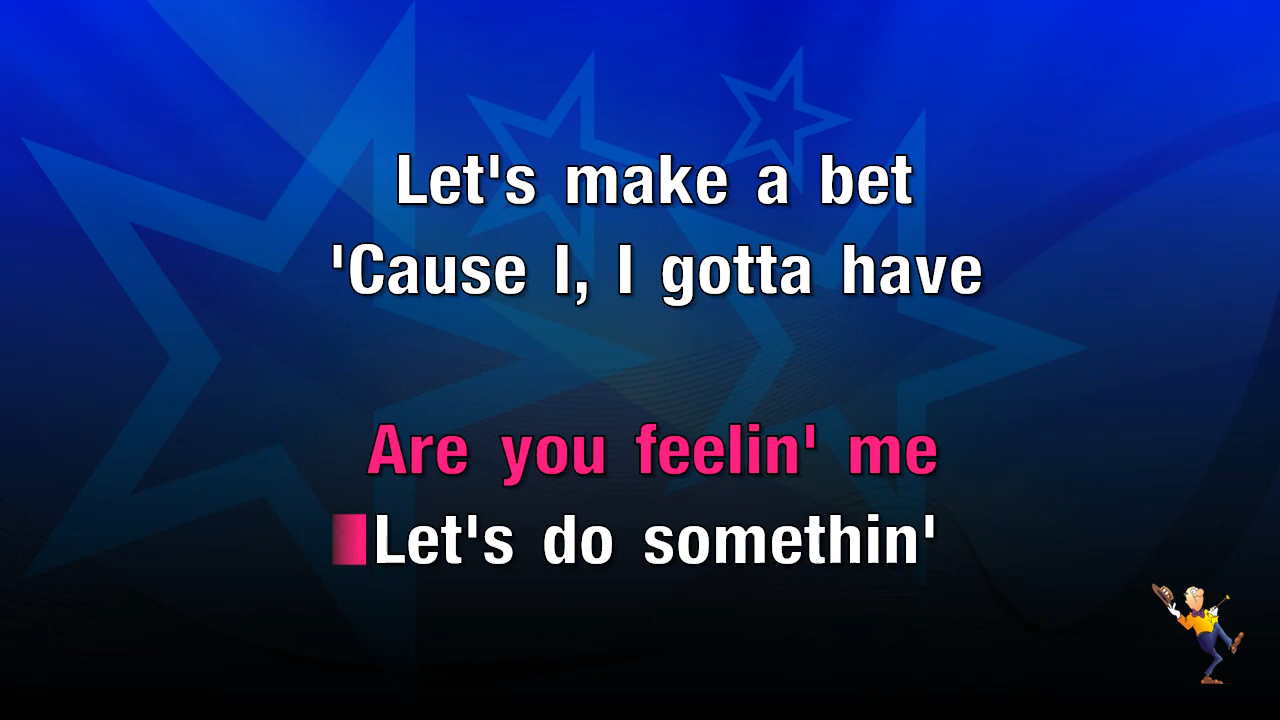 Let's make a bet
'Cause I, I gotta have
Are you feelin' me
Let's do somethin'